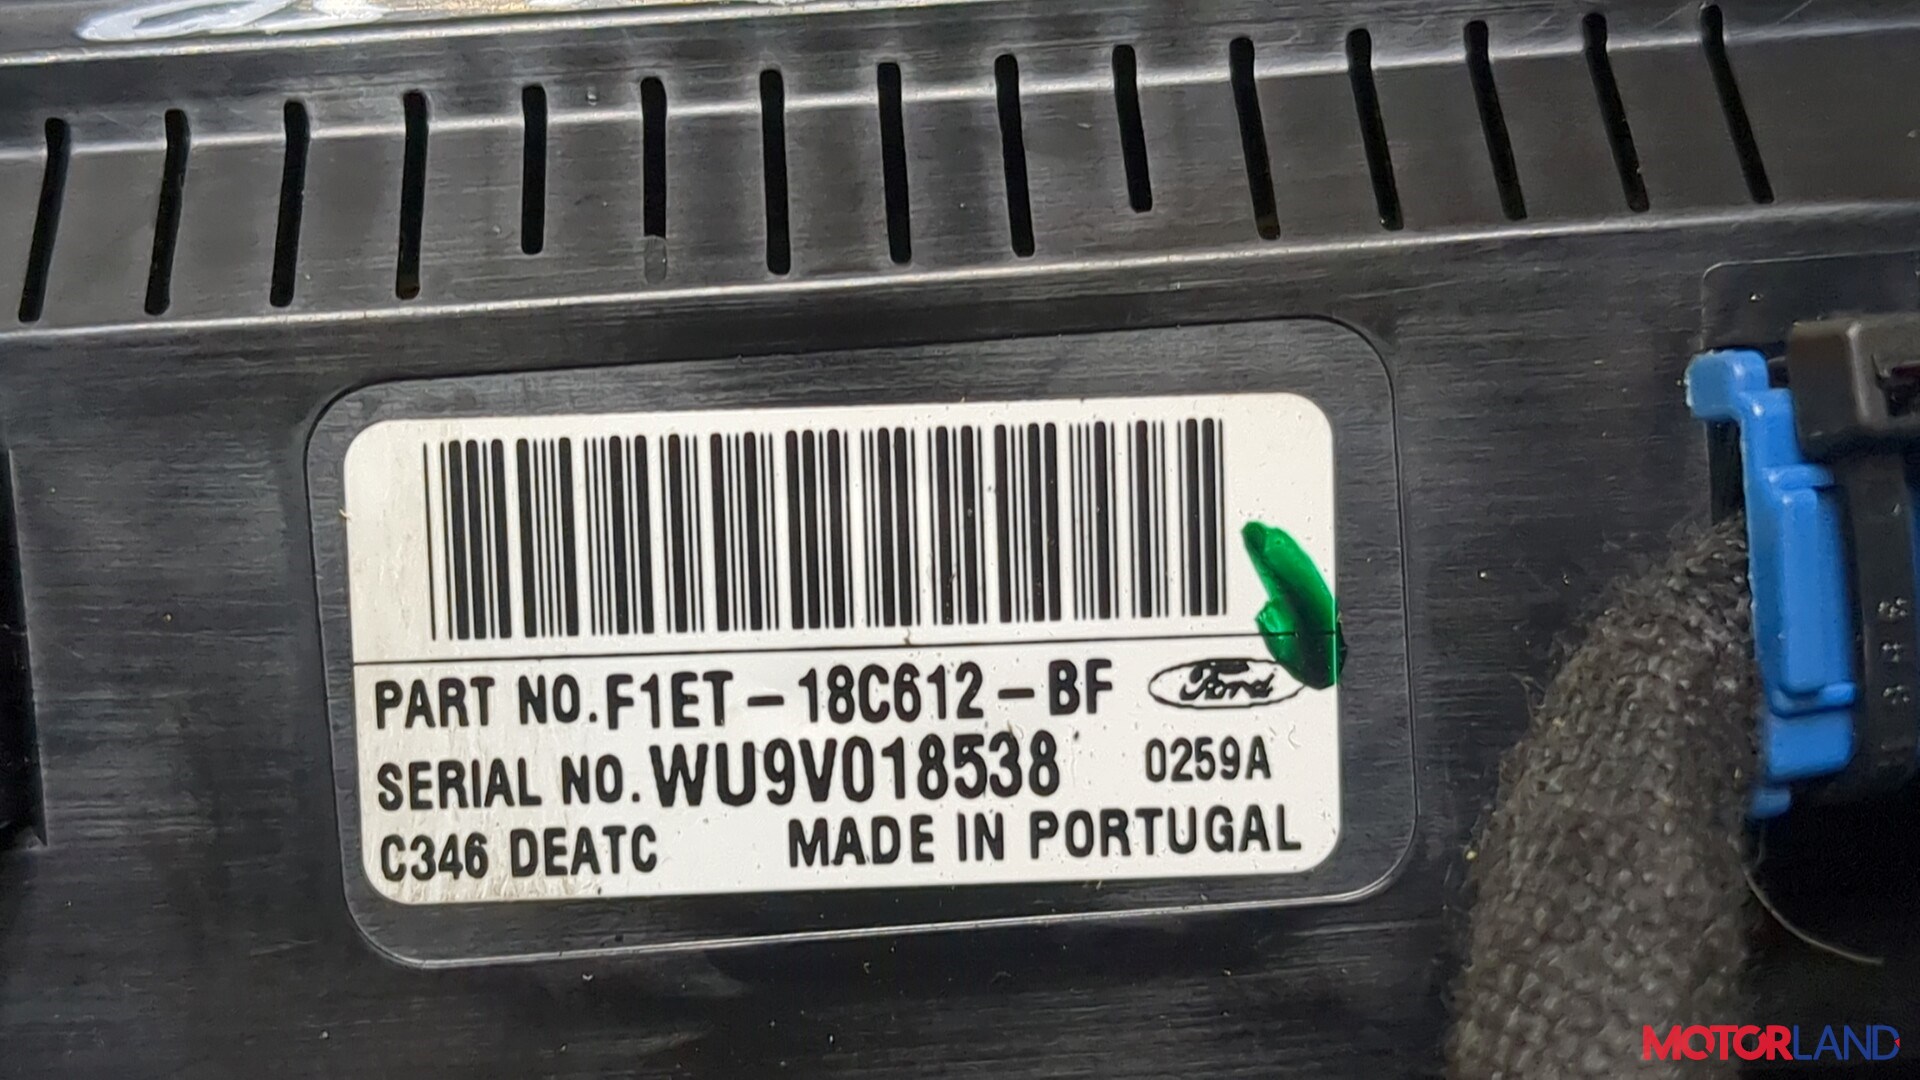 PART NO. F1ET-18C612-BF Ford
SERIAL NO. WU9V018538 0259A
C346 DEATC MADE IN PORTUGAL
MOTORLAND